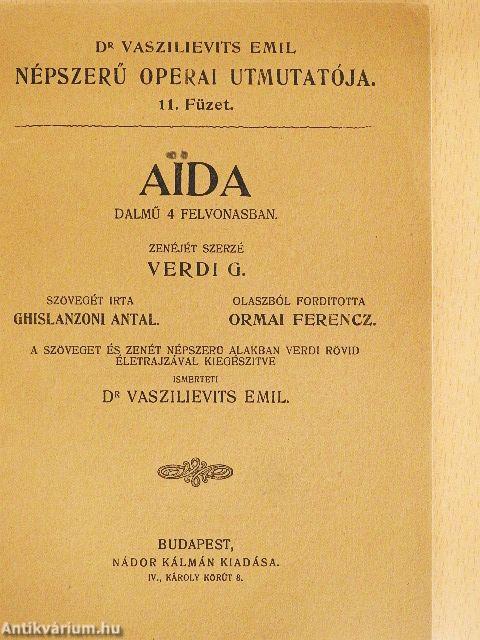 DR VASZILIEVITS EMIL
NÉPSZERŰ OPERAI UTMUTATÓJA.
11. Füzet.
AÏDA
DALMŰ 4 FELVONASBAN.
ZENÉJÉT SZERZÉ
VERDI G.
SZÖVEGÉT IRTA
GHISLANZONI ANTAL.
OLASZBÓL FORDITOTTA
ORMAI FERENCZ.
A SZÖVEGET ÉS ZENÉT NÉPSZERŰ ALAKBAN VERDI RÖVID
ÉLETRAJZÁVAL KIEGÉSZITVE
ISMERTETI
DR VASZILIEVITS EMIL.
BUDAPEST,
NÁDOR KÁLMÁN KIADÁSA.
IV., KÁROLY KÖRÚT 8.
Antikvárium.hu